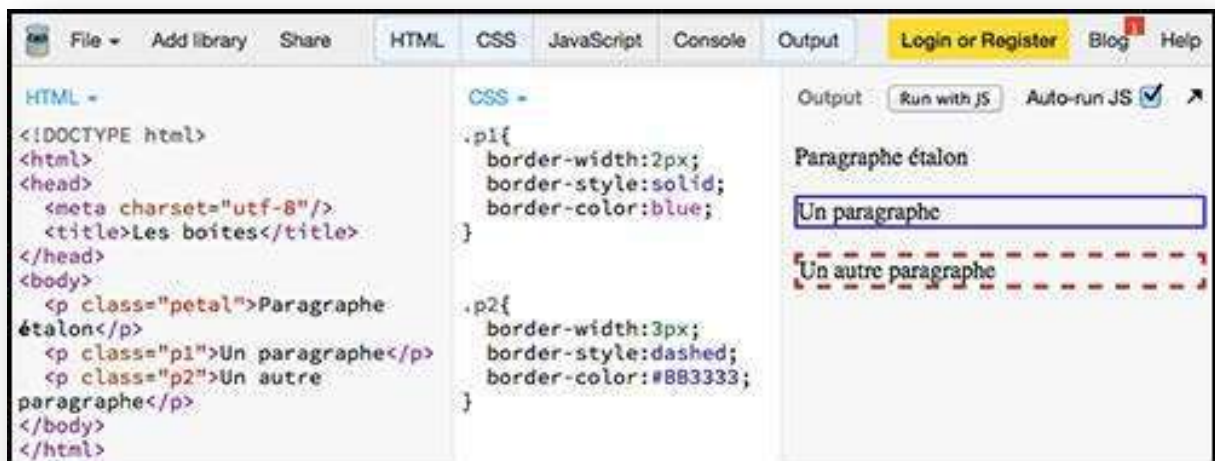 File Add library Share HTML CSS JavaScript Console Output Login or Register Blog 1 Help
HTML
<!DOCTYPE html>
<html>
<head>
<meta charset="utf-8"/>
<title>Les boites</title>
</head>
<body>
<p class="petal">Paragraphe
étalon</p>
<p class="p1">Un paragraphe</p>
<p class="p2">Un autre
paragraphe</p>
</body>
</html>
CSS
.p1{
border-width:2px;
border-style:solid;
border-color:blue;
}
.p2{
border-width:3px;
border-style:dashed;
border-color:#BB3333;
}
Output Run with JS Auto-run JS
Paragraphe étalon
Un paragraphe
Un autre paragraphe